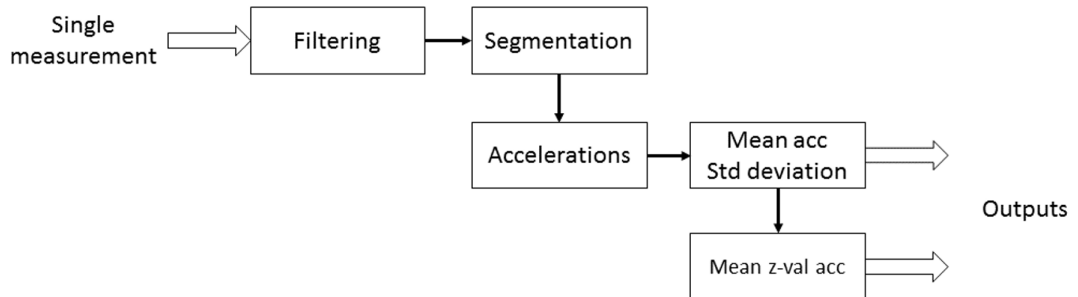 Single
measurement
Filtering
Segmentation
Accelerations
Mean acc
Std deviation
Outputs
Mean z-val acc